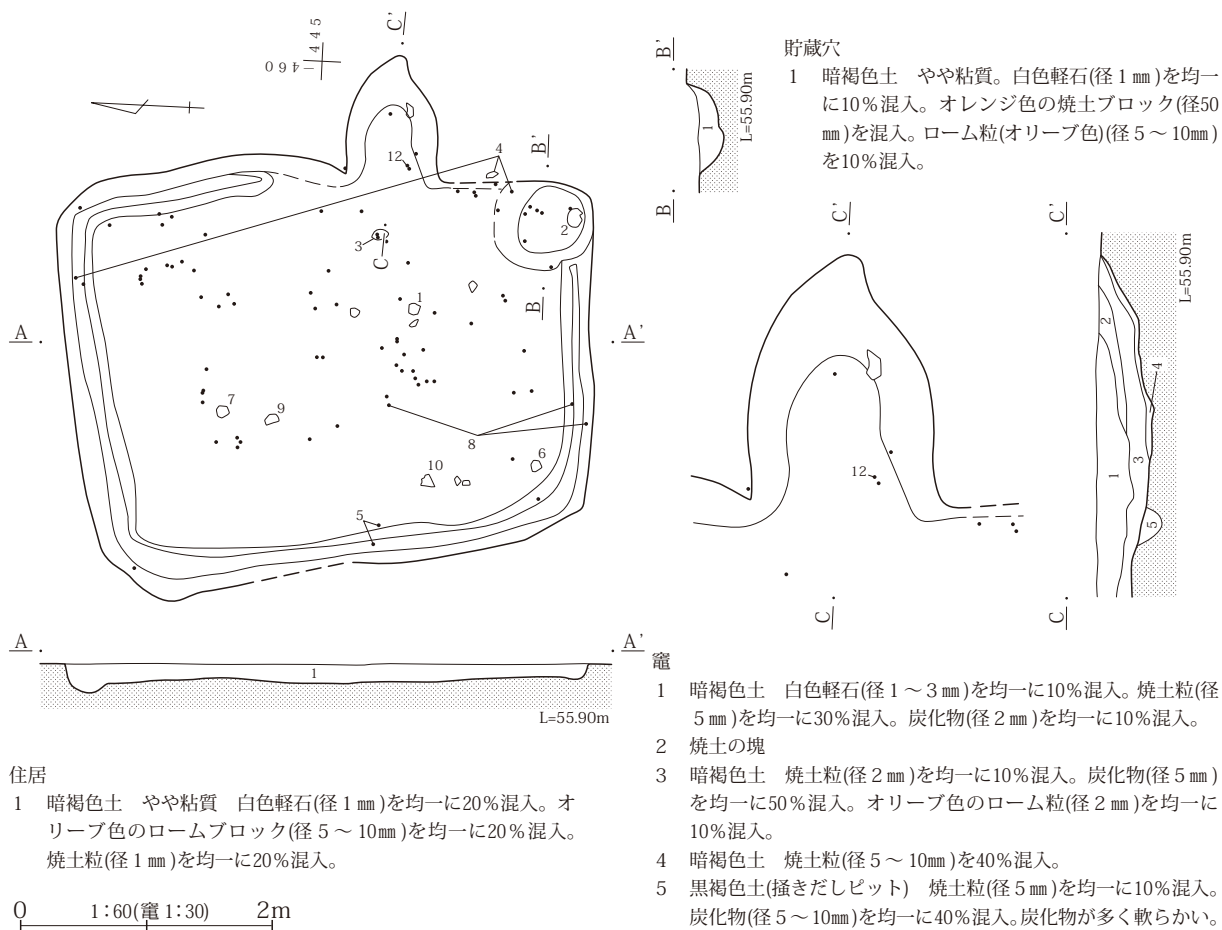 C'
445
−460
12
4
B'
2
3
C
1
B
A
A'
7
9
8
10
6
5
A
A'
1
L=55.90m
住居
1 暗褐色土 やや粘質 白色軽石(径1㎜)を均一に20%混入。オ
リーブ色のロームブロック(径5～10㎜)を均一に20%混入。
焼土粒(径1㎜)を均一に20%混入。
0 1：60(竈 1：30) 2m
B'
1
L=55.90m
B
貯蔵穴
1 暗褐色土 やや粘質。白色軽石(径1㎜)を均一
に10%混入。オレンジ色の焼土ブロック(径50
㎜)を混入。ローム粒(オリーブ色)(径5～10㎜)
を10%混入。
C'
12
C
C'
L=55.90m
2
4
3
1
5
C
竈
1 暗褐色土 白色軽石(径1～3㎜)を均一に10%混入。焼土粒(径
5㎜)を均一に30%混入。炭化物(径2㎜)を均一に10%混入。
2 焼土の塊
3 暗褐色土 焼土粒(径2㎜)を均一に10%混入。炭化物(径5㎜)
を均一に50%混入。オリーブ色のローム粒(径2㎜)を均一に
10%混入。
4 暗褐色土 焼土粒(径5～10㎜)を40%混入。
5 黒褐色土(掻きだしピット) 焼土粒(径5㎜)を均一に10%混入。
炭化物(径5～10㎜)を均一に40%混入。炭化物が多く軟らかい。